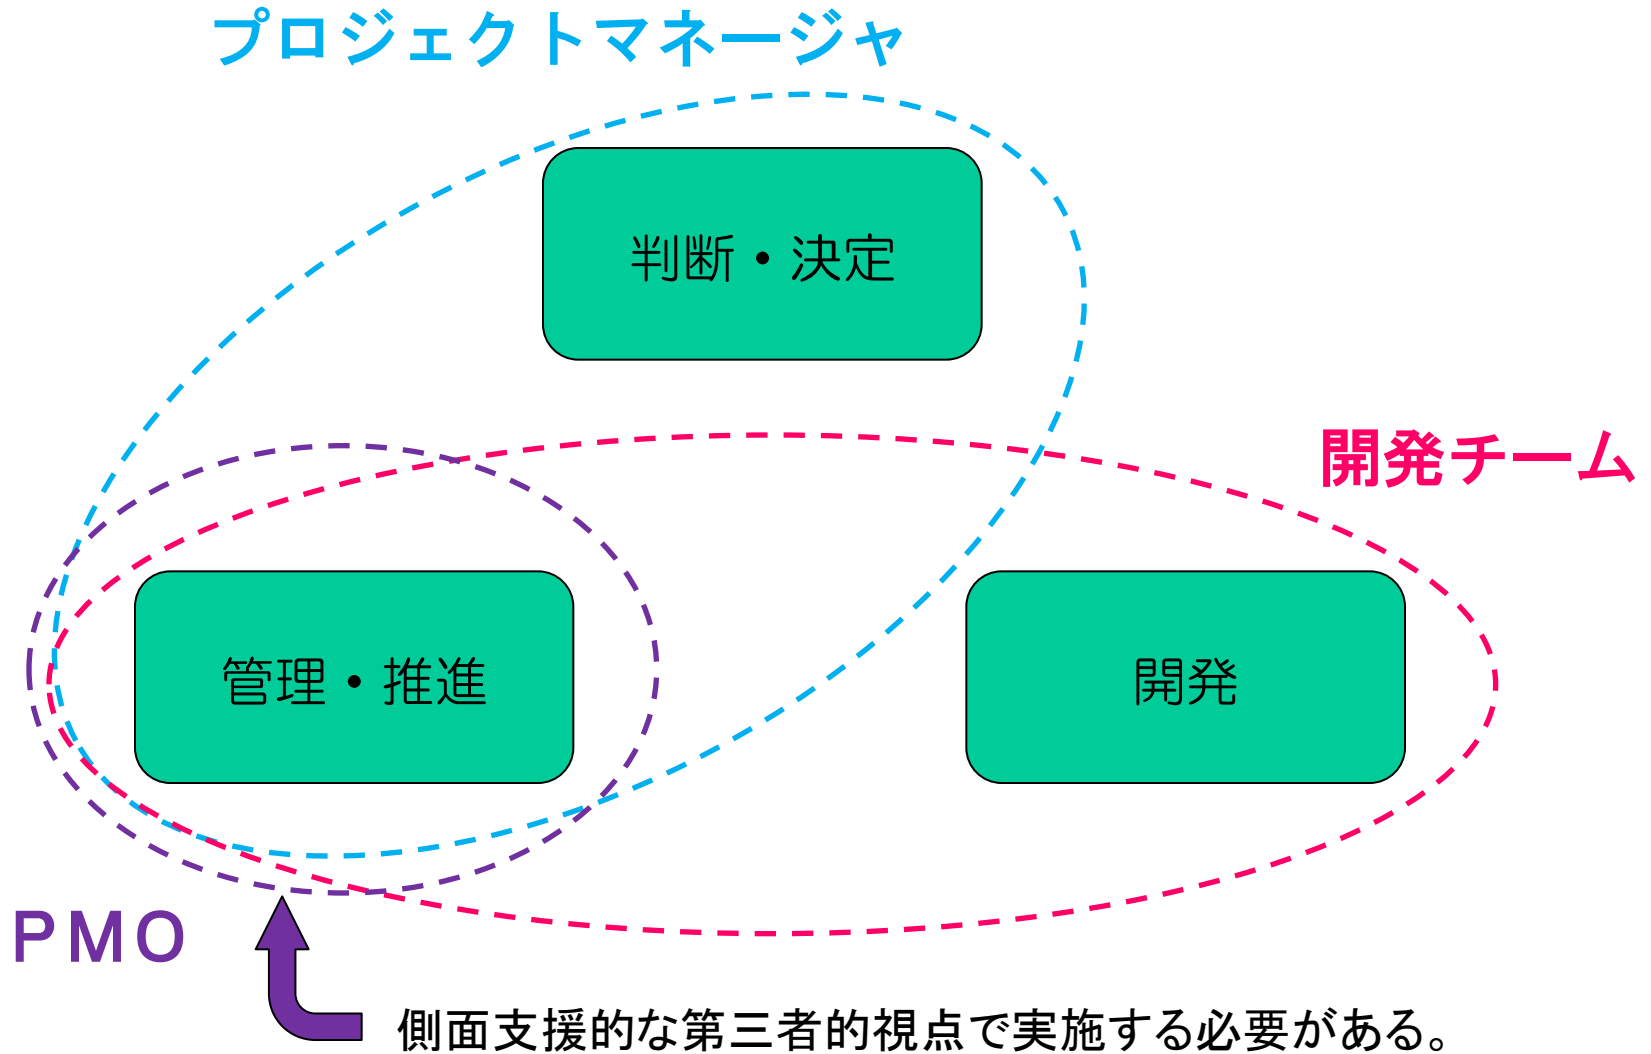 プロジェクトマネージャ
判断・決定
開発チーム
管理・推進
開発
ＰＭＯ
側面支援的な第三者的視点で実施する必要がある。